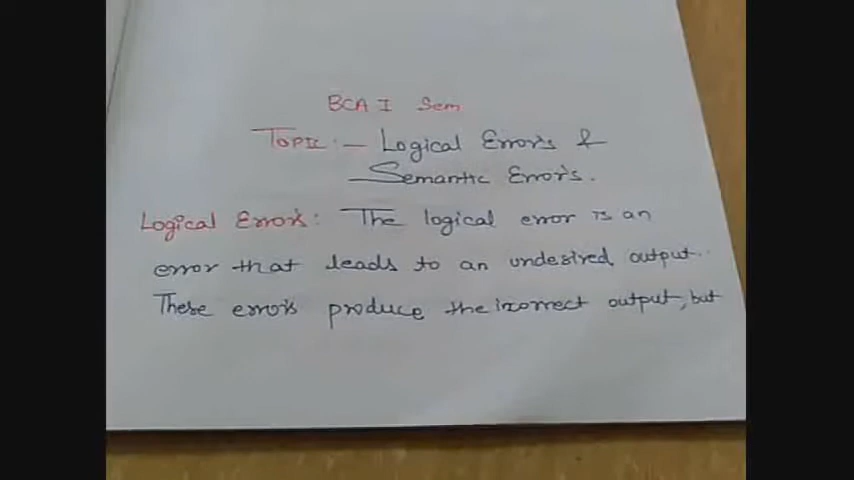 BCA I Sem
Topic :- Logical Errors &
Semantic Errors.
Logical Errors: The logical error is an
error that leads to an undesired output.
These errors produce the incorrect output, but